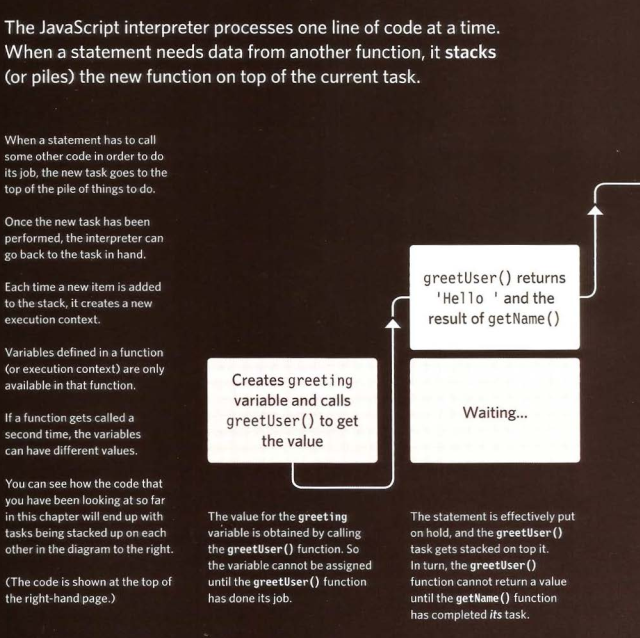 The JavaScript interpreter processes one line of code at a time.
When a statement needs data from another function, it stacks
(or piles) the new function on top of the current task.
When a statement has to call
some other code in order to do
its job, the new task goes to the
top of the pile of things to do.
Once the new task has been
performed, the interpreter can
go back to the task in hand.
Each time a new item is added
to the stack, it creates a new
execution context.
Variables defined in a function
(or execution context) are only
available in that function.
If a function gets called a
second time, the variables
can have different values.
You can see how the code that
you have been looking at so far
in this chapter will end up with
tasks being stacked up on each
other in the diagram to the right.
(The code is shown at the top of
the right-hand page.)
Creates greeting
variable and calls
greetUser() to get
the value
The value for the greeting
variable is obtained by calling
the greetUser() function. So
the variable cannot be assigned
until the greetUser() function
has done its job.
greetUser() returns
'Hello ' and the
result of getName()
Waiting...
The statement is effectively put
on hold, and the greetUser()
task gets stacked on top it.
In turn, the greetUser()
function cannot return a value
until the getName() function
has completed its task.